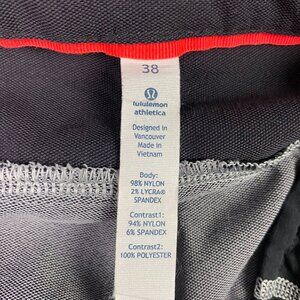 38
lululemon
athletica
Designed in
Vancouver
Made in
Vietnam
Body:
98% NYLON
2% LYCRA®
SPANDEX
Contrast1:
94% NYLON
6% SPANDEX
Contrast2:
100% POLYESTER